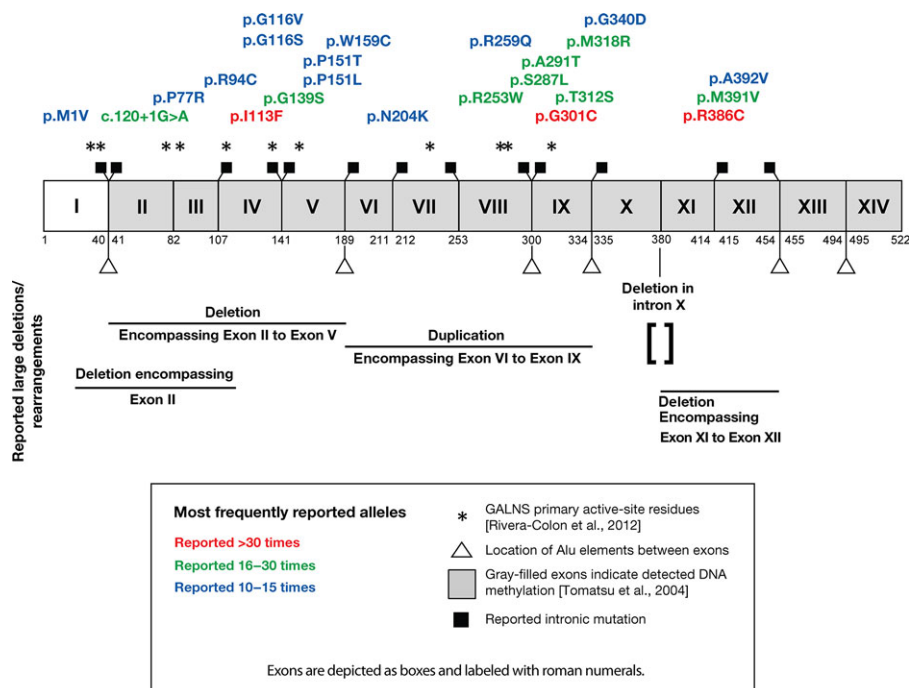 p.G116V p.G340D
p.G116S p.W159C p.R259Q p.M318R
p.P151T p.A291T
p.R94C p.P151L p.S287L p.A392V
p.P77R p.G139S p.R253W p.T312S p.M391V
p.M1V c.120+1G>A p.I113F p.N204K p.G301C p.R386C
** * * * * * * ** *
I II III IV V VI VII VIII IX X XI XII XIII XIV
1 40 41 82 107 141 189 211 212 253 300 334 335 380 414 415 454 455 494 495 522
Reported large deletions/
rearrangements
Deletion
Encompassing Exon II to Exon V
Deletion encompassing
Exon II
Duplication
Encompassing Exon VI to Exon IX
Deletion in
intron X
[ ]
Deletion
Encompassing
Exon XI to Exon XII
Most frequently reported alleles
Reported >30 times
Reported 16–30 times
Reported 10–15 times
* GALNS primary active-site residues
[Rivera-Colon et al., 2012]
Location of Alu elements between exons
Gray-filled exons indicate detected DNA
methylation [Tomatsu et al., 2004]
Reported intronic mutation
Exons are depicted as boxes and labeled with roman numerals.